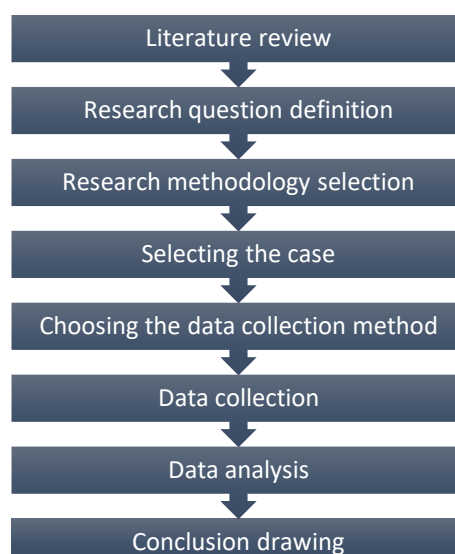 Literature review
Research question definition
Research methodology selection
Selecting the case
Choosing the data collection method
Data collection
Data analysis
Conclusion drawing